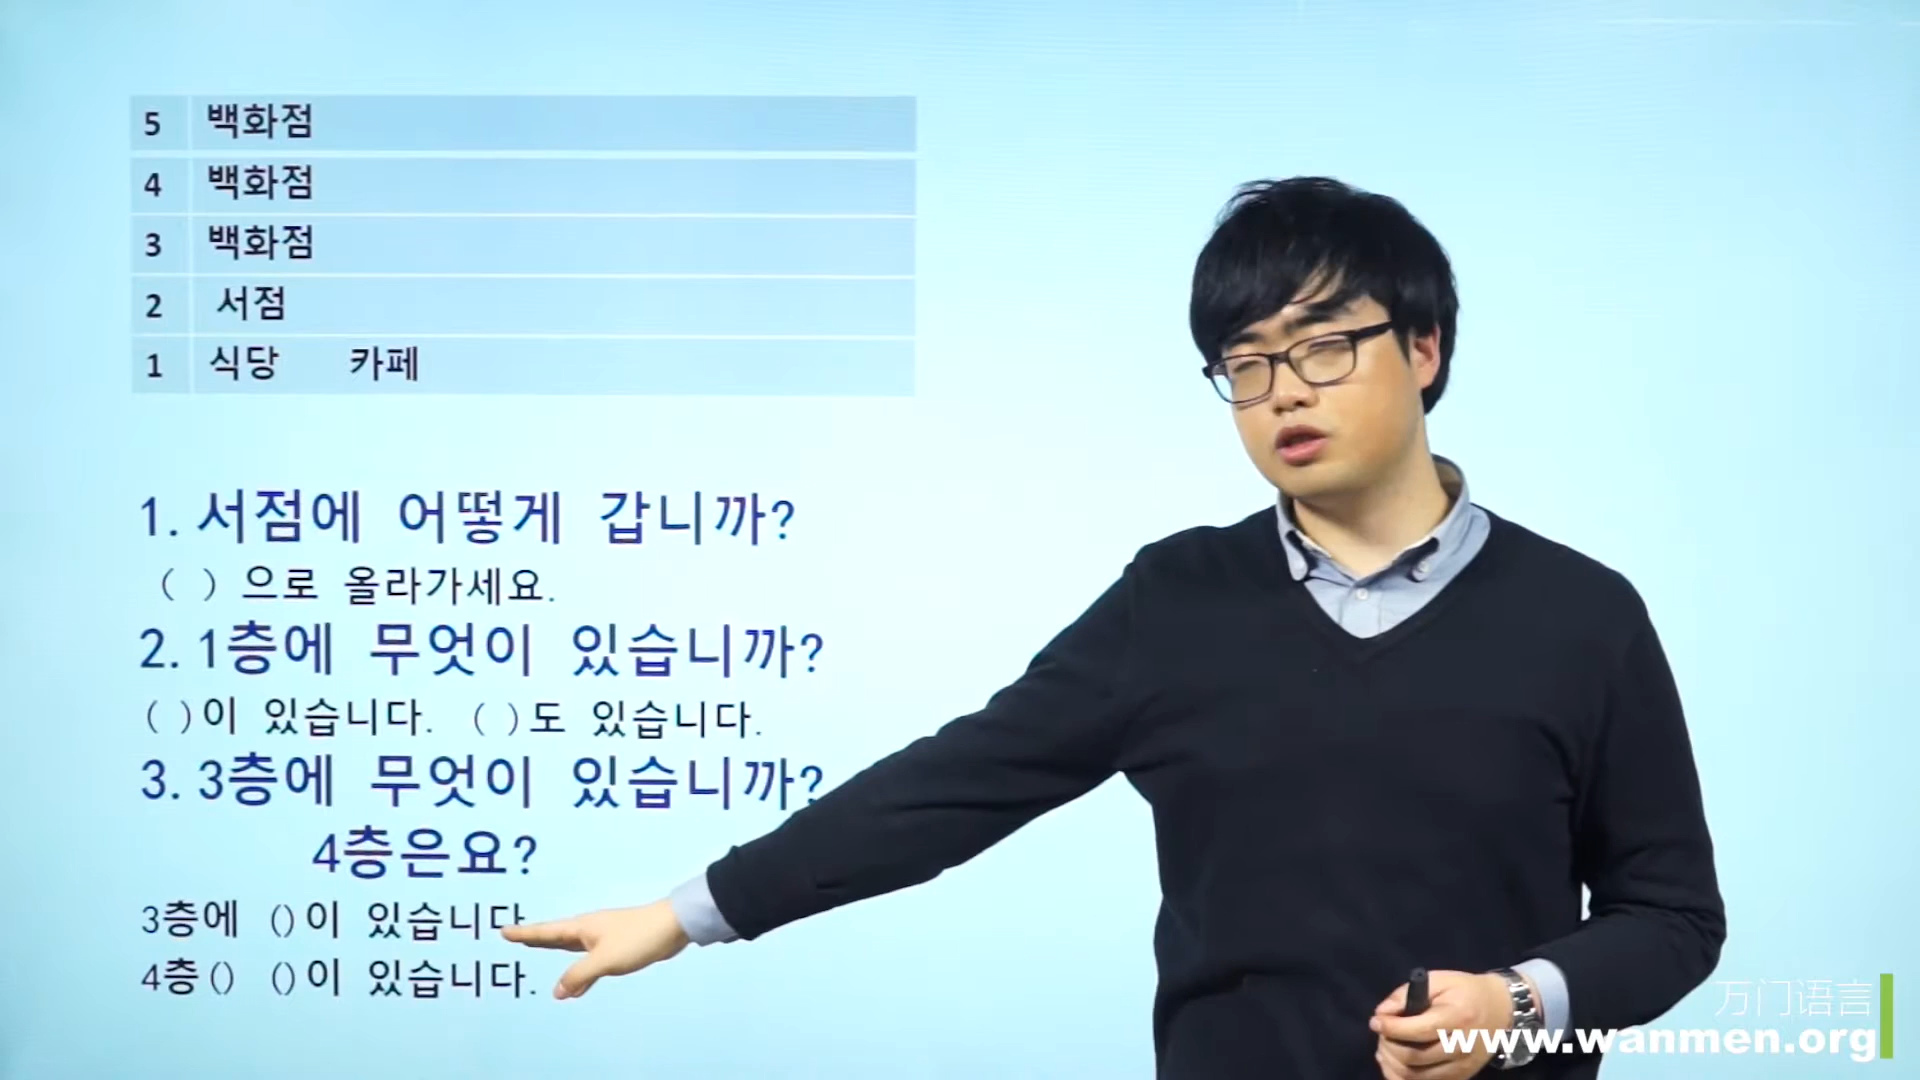 5 백화점
4 백화점
3 백화점
2 서점
1 식당 카페
1. 서점에 어떻게 갑니까?
( ) 으로 올라가세요.
2. 1층에 무엇이 있습니까?
( )이 있습니다. ( )도 있습니다.
3. 3층에 무엇이 있습니까?
4층은요?
3층에 ()이 있습니다
4층() ()이 있습니다.
万门语言
www.wanmen.org